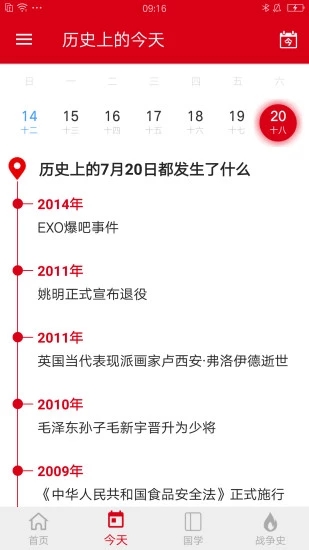 09:16
历史上的今天
今
日 一 二 三 四 五 六
14 15 16 17 18 19 20
十二 十三 十四 十五 十六 十七 十八
历史上的7月20日都发生了什么
2014年
EXO爆吧事件
2011年
姚明正式宣布退役
2011年
英国当代表现派画家卢西安·弗洛伊德逝世
2010年
毛泽东孙子毛新宇晋升为少将
2009年
《中华人民共和国食品安全法》正式施行
首页 今天 国学 战争史